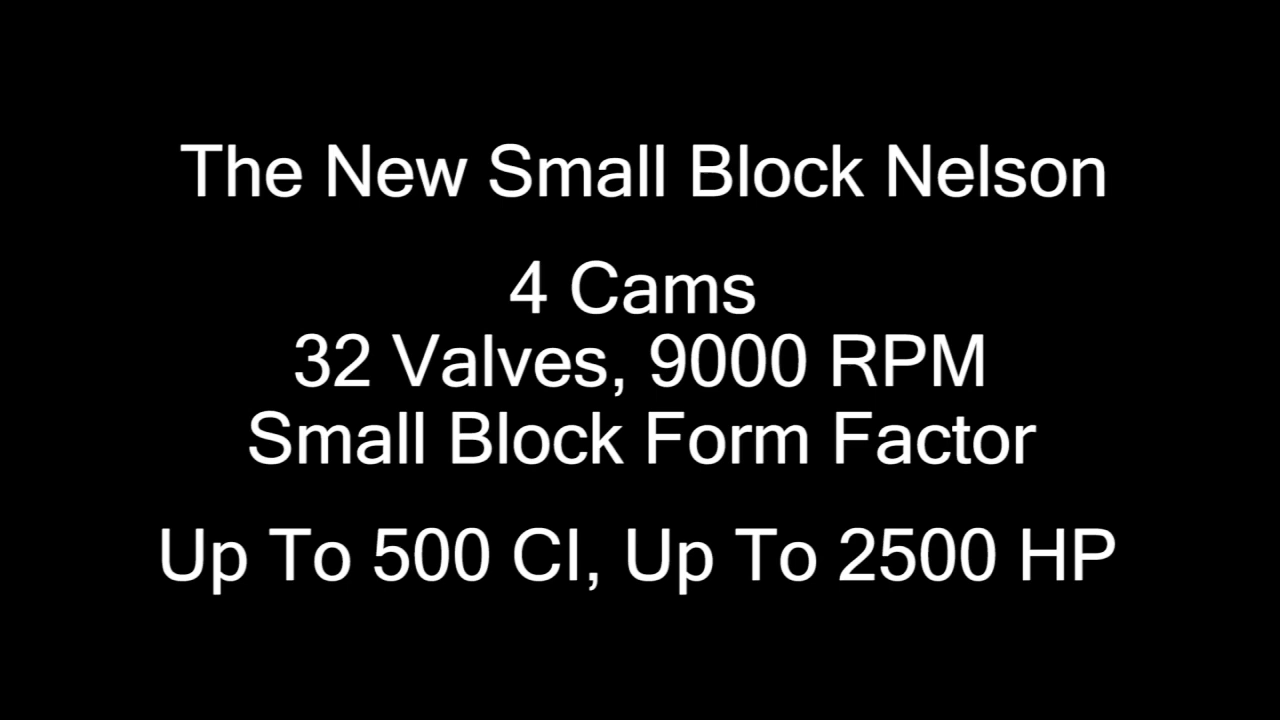 The New Small Block Nelson
4 Cams
32 Valves, 9000 RPM
Small Block Form Factor
Up To 500 CI, Up To 2500 HP